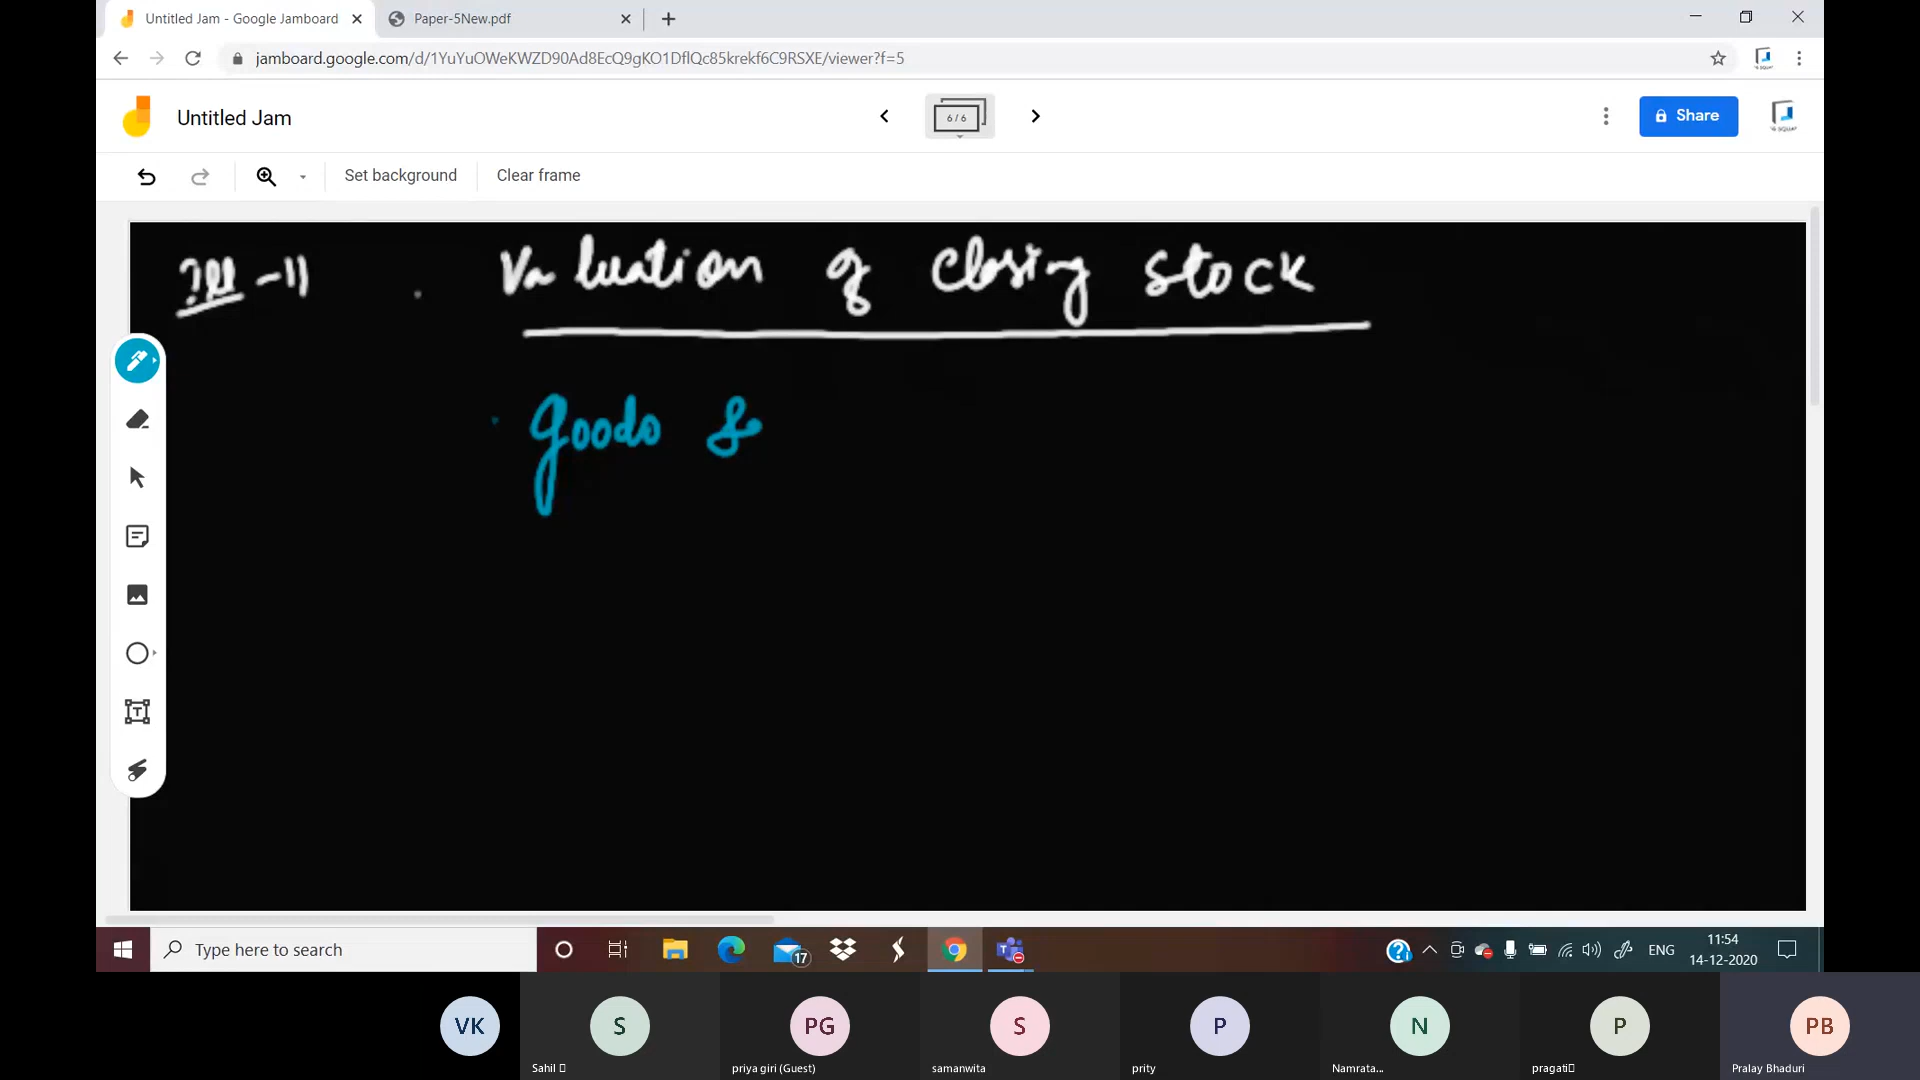 Untitled Jam - Google Jamboard
Paper-5New.pdf
jamboard.google.com/d/1YuYuOWeKWZD90Ad8EcQ9gKO1DflQc85krekf6C9RSXE/viewer?f=5
Untitled Jam
6 / 6
Share
Set background
Clear frame
Ill - 11 Valuation of Closing Stock
Goods
Type here to search
17
ENG
11:54
14-12-2020
VK
S
PG
S
P
N
P
PB
Sahil
priya giri (Guest)
samanwita
prity
Namrata...
pragati
Pralay Bhaduri